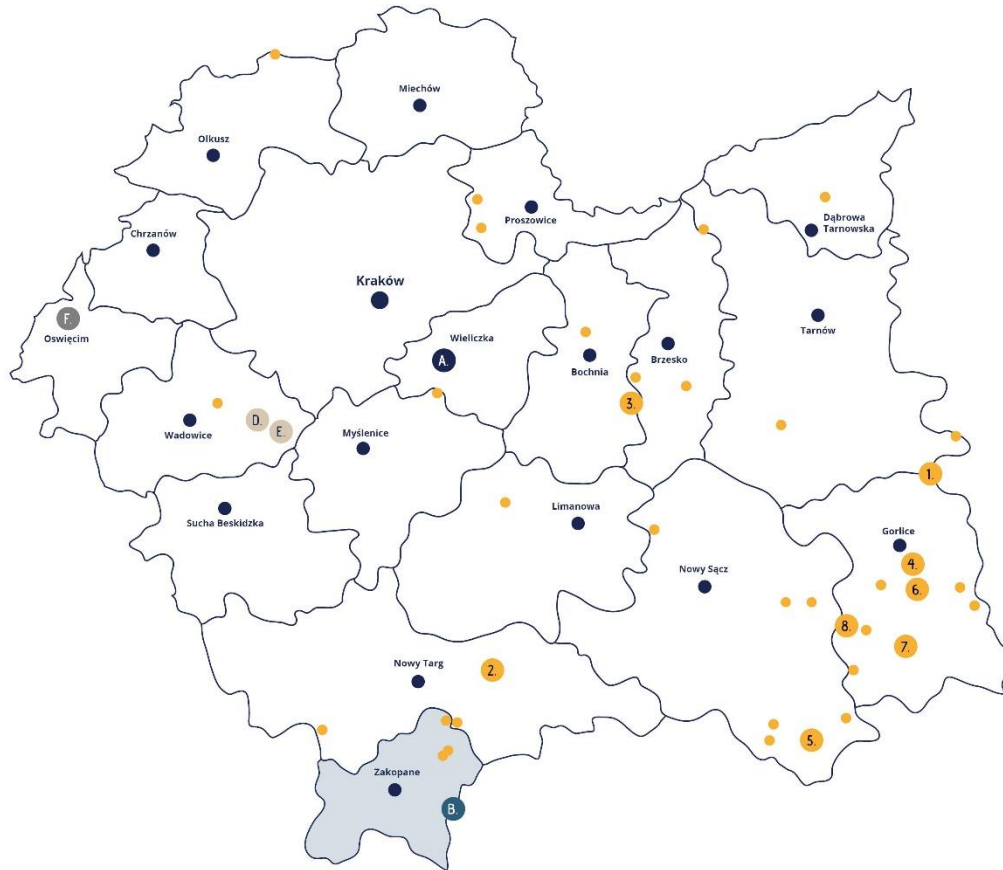 Miechów
Olkusz
Proszowice
Dąbrowa
Tarnowska
Chrzanów
Kraków
F.
Oświęcim
Wieliczka
A.
Tarnów
Brzesko
Bochnia
3.
D.
E.
Wadowice
Myślenice
1.
Sucha Beskidzka
Limanowa
Gorlice
4.
Nowy Sącz
6.
8.
7.
Nowy Targ
2.
5.
Zakopane
B.